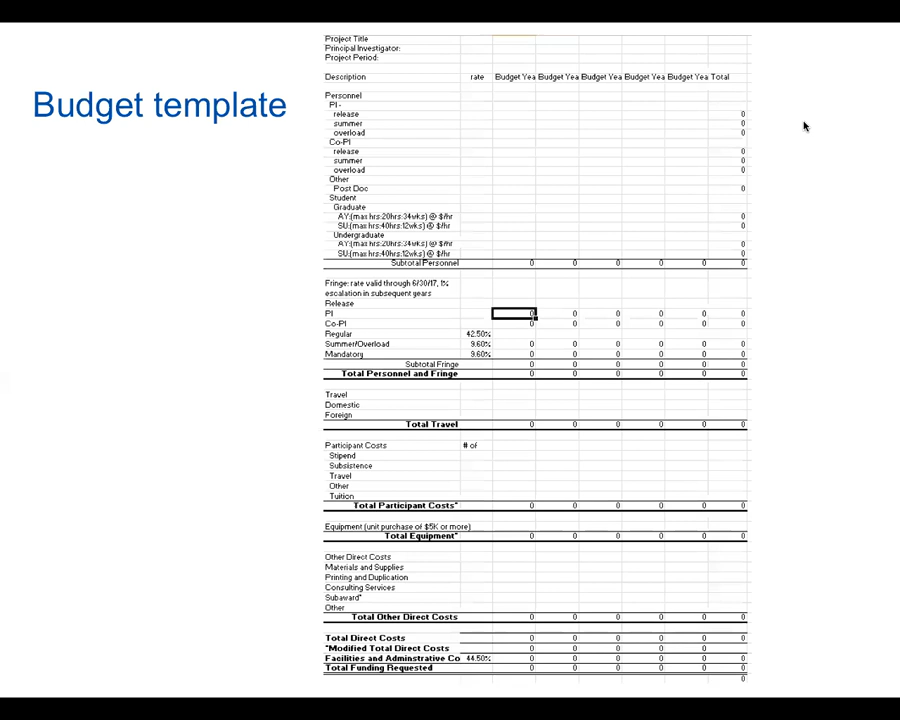 Budget template
Project Title
Principal Investigator:
Project Period:
Description rate Budget Yea Budget Yea Budget Yea Budget Yea Budget Yea Total
Personnel
PI -
release 0
summer 0
overload 0
Co-PI
release 0
summer 0
overload 0
Other
Post Doc 0
Student
Graduate
AY:(max hrs:20hrs:34wks) @ $/hr 0
SU:(max hrs:40hrs:12wks) @ $/hr 0
Undergraduate
AY:(max hrs:20hrs:34wks) @ $/hr 0
SU:(max hrs:40hrs:12wks) @ $/hr 0
Subtotal Personnel 0 0 0 0 0 0
Fringe: rate valid through 6/30/17, 1%
escalation in subsequent years
Release
PI 0 0 0 0 0 0
Co-PI 0 0 0 0 0 0
Regular 42.50%
Summer/Overload 9.60% 0 0 0 0 0 0
Mandatory 9.60% 0 0 0 0 0 0
Subtotal Fringe 0 0 0 0 0 0
Total Personnel and Fringe 0 0 0 0 0 0
Travel
Domestic
Foreign
Total Travel 0 0 0 0 0 0
Participant Costs # of
Stipend
Subsistence
Travel
Other
Tuition
Total Participant Costs* 0 0 0 0 0 0
Equipment (unit purchase of $5K or more)
Total Equipment* 0 0 0 0 0 0
Other Direct Costs
Materials and Supplies
Printing and Duplication
Consulting Services
Subaward*
Other
Total Other Direct Costs 0 0 0 0 0 0
Total Direct Costs 0 0 0 0 0 0
*Modified Total Direct Costs 0 0 0 0 0
Facilities and Adminstrative Co 44.50% 0 0 0 0 0 0
Total Funding Requested 0 0 0 0 0 0
0